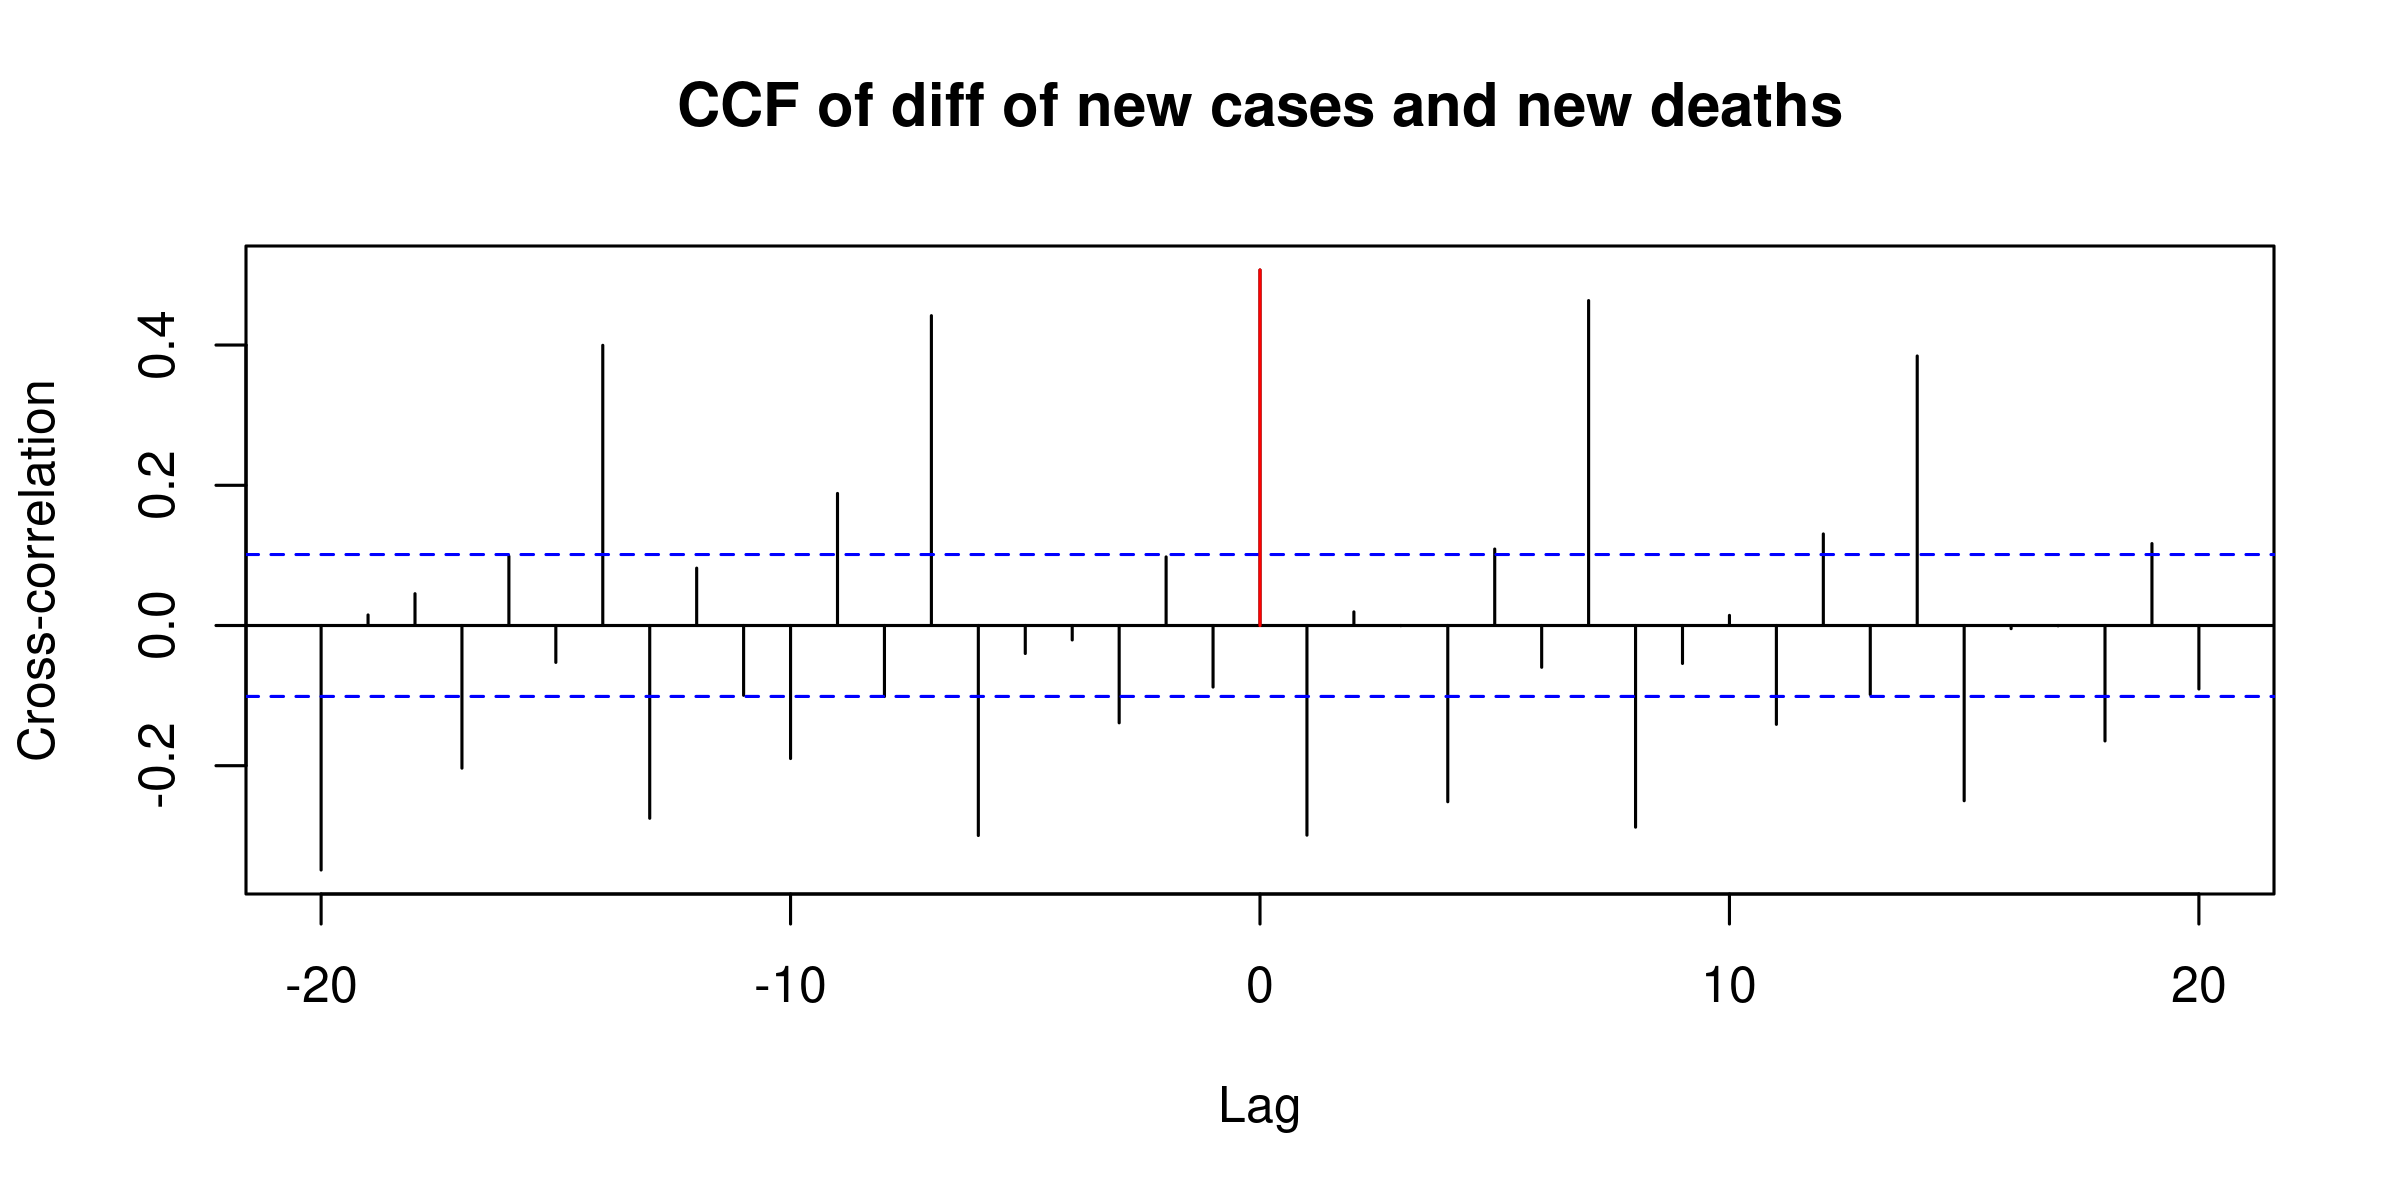 CCF of diff of new cases and new deaths
Cross-correlation
0.4
0.2
0.0
-0.2
-20 -10 0 10 20
Lag